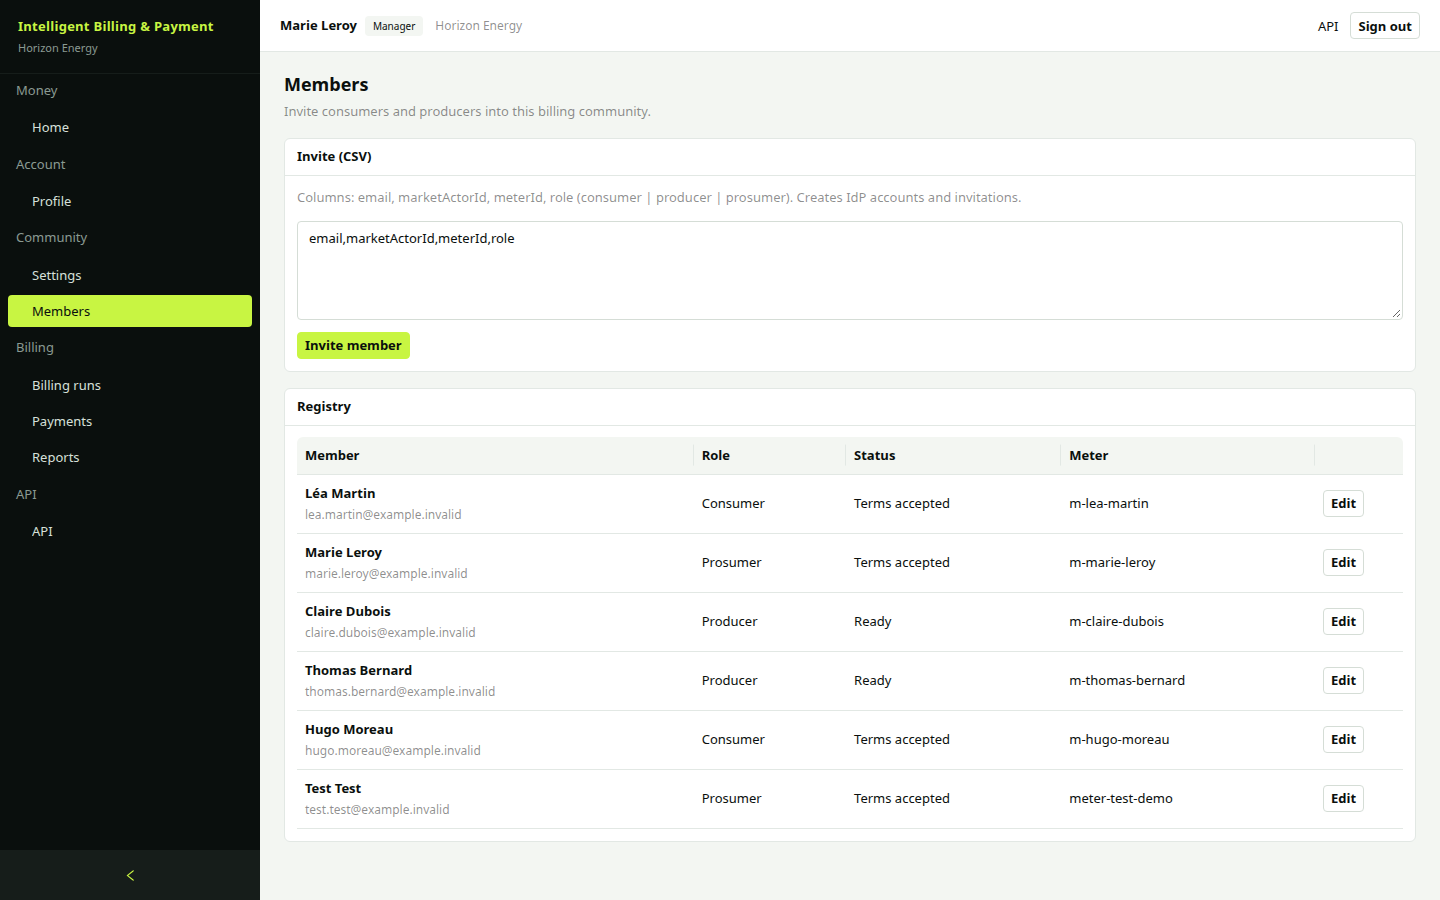 Intelligent Billing & Payment
Horizon Energy
Money
Home
Account
Profile
Community
Settings
Members
Billing
Billing runs
Payments
Reports
API
API
Marie Leroy Manager Horizon Energy
API Sign out
Members
Invite consumers and producers into this billing community.
Invite (CSV)
Columns: email, marketActorId, meterId, role (consumer | producer | prosumer). Creates IdP accounts and invitations.
email,marketActorId,meterId,role
Invite member
Registry
Member Role Status Meter
Léa Martin
lea.martin@example.invalid
Consumer Terms accepted m-lea-martin Edit
Marie Leroy
marie.leroy@example.invalid
Prosumer Terms accepted m-marie-leroy Edit
Claire Dubois
claire.dubois@example.invalid
Producer Ready m-claire-dubois Edit
Thomas Bernard
thomas.bernard@example.invalid
Producer Ready m-thomas-bernard Edit
Hugo Moreau
hugo.moreau@example.invalid
Consumer Terms accepted m-hugo-moreau Edit
Test Test
test.test@example.invalid
Prosumer Terms accepted meter-test-demo Edit